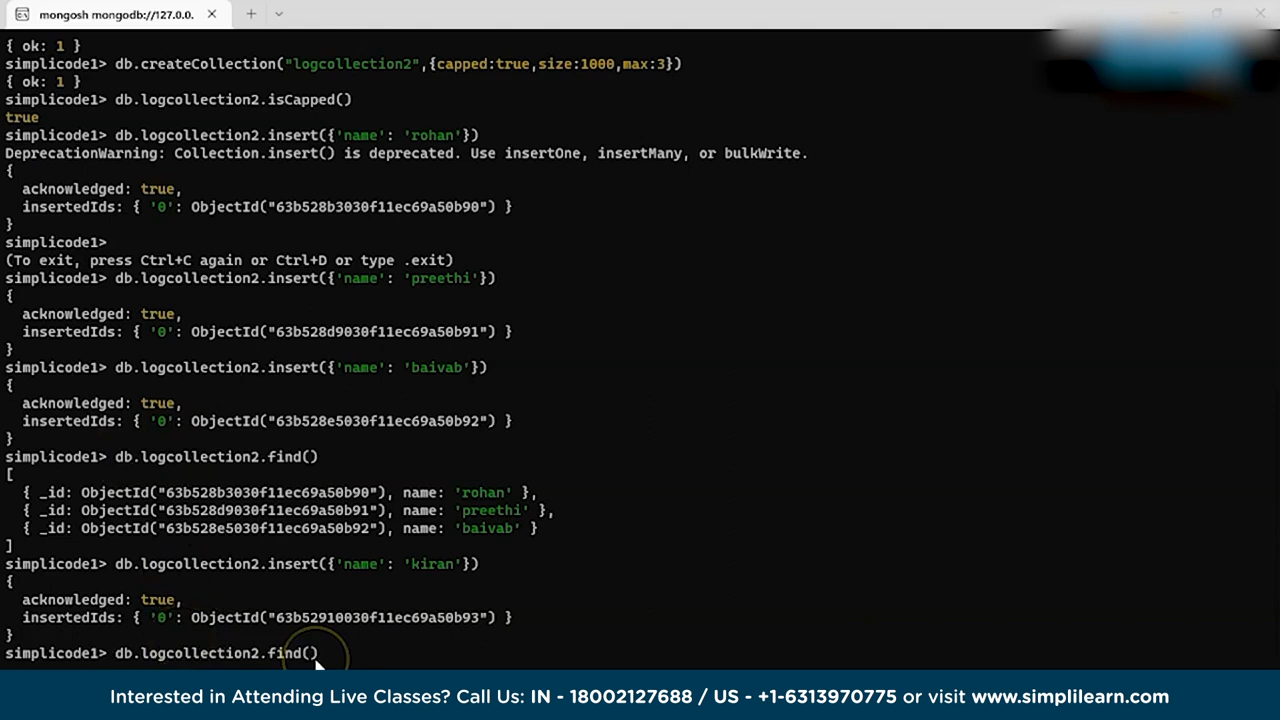 mongosh mongodb://127.0.0.
{ ok: 1 }
simplicode1> db.createCollection("logcollection2",{capped:true,size:1000,max:3})
{ ok: 1 }
simplicode1> db.logcollection2.isCapped()
true
simplicode1> db.logcollection2.insert({'name': 'rohan'})
DeprecationWarning: Collection.insert() is deprecated. Use insertOne, insertMany, or bulkWrite.
{
  acknowledged: true,
  insertedIds: { '0': ObjectId("63b528b3030f11ec69a50b90") }
}
simplicode1>
(To exit, press Ctrl+C again or Ctrl+D or type .exit)
simplicode1> db.logcollection2.insert({'name': 'preethi'})
{
  acknowledged: true,
  insertedIds: { '0': ObjectId("63b528d9030f11ec69a50b91") }
}
simplicode1> db.logcollection2.insert({'name': 'baivab'})
{
  acknowledged: true,
  insertedIds: { '0': ObjectId("63b528e5030f11ec69a50b92") }
}
simplicode1> db.logcollection2.find()
[
  { _id: ObjectId("63b528b3030f11ec69a50b90"), name: 'rohan' },
  { _id: ObjectId("63b528d9030f11ec69a50b91"), name: 'preethi' },
  { _id: ObjectId("63b528e5030f11ec69a50b92"), name: 'baivab' }
]
simplicode1> db.logcollection2.insert({'name': 'kiran'})
{
  acknowledged: true,
  insertedIds: { '0': ObjectId("63b52910030f11ec69a50b93") }
}
simplicode1> db.logcollection2.find()
Interested in Attending Live Classes? Call Us: IN - 18002127688 / US - +1-6313970775 or visit www.simplilearn.com